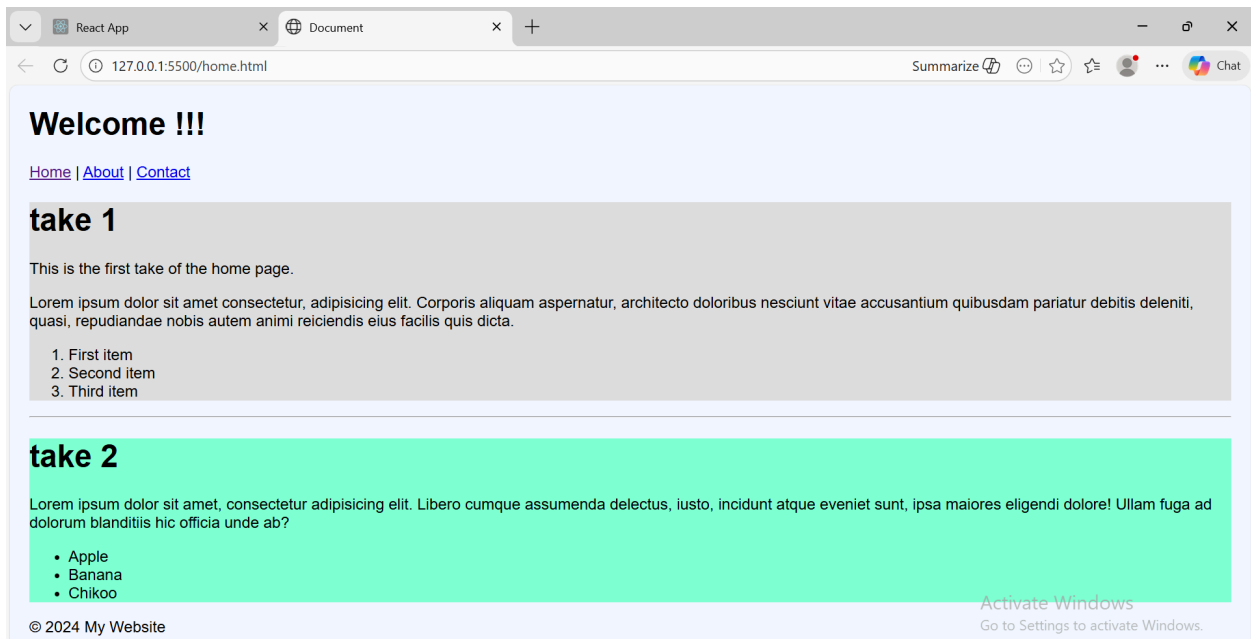 React App
Document
127.0.0.1:5500/home.html
Summarize
Chat
Welcome !!!
Home | About | Contact
take 1
This is the first take of the home page.
Lorem ipsum dolor sit amet consectetur, adipisicing elit. Corporis aliquam aspernatur, architecto doloribus nesciunt vitae accusantium quibusdam pariatur debitis deleniti,
quasi, repudiandae nobis autem animi reiciendis eius facilis quis dicta.
1. First item
2. Second item
3. Third item
take 2
Lorem ipsum dolor sit amet, consectetur adipisicing elit. Libero cumque assumenda delectus, iusto, incidunt atque eveniet sunt, ipsa maiores eligendi dolore! Ullam fuga ad
dolorum blanditiis hic officia unde ab?
• Apple
• Banana
• Chikoo
Activate Windows
Go to Settings to activate Windows.
© 2024 My Website